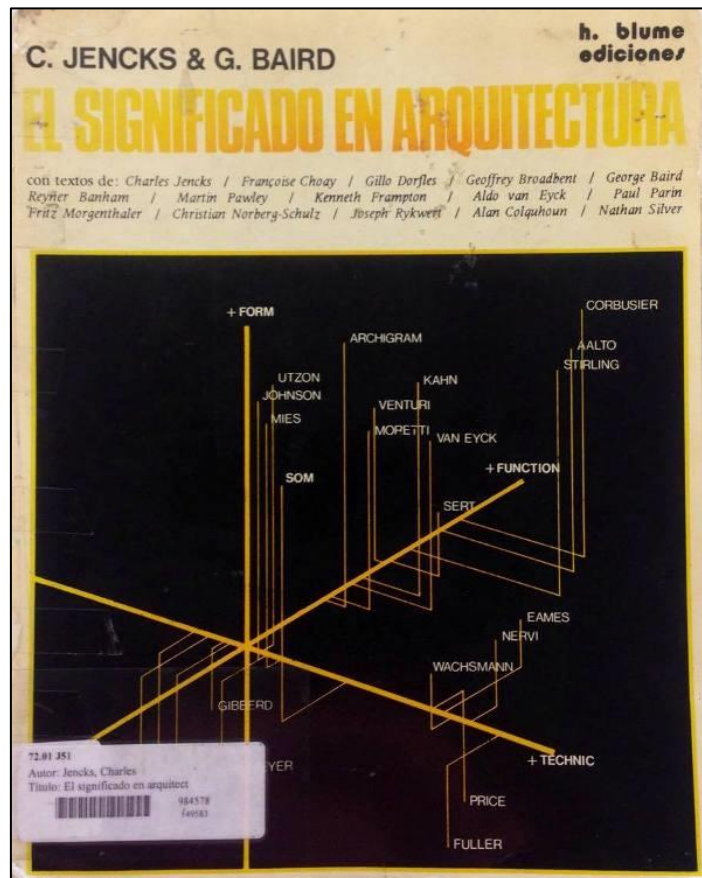 h. blume
ediciones
C. JENCKS & G. BAIRD
EL SIGNIFICADO EN ARQUITECTURA
con textos de: Charles Jencks / Françoise Choay / Gillo Dorfles / Geoffrey Broadbent / George Baird
Reyner Banham / Martin Pawley / Kenneth Frampton / Aldo van Eyck / Paul Parin
Fritz Morgenthaler / Christian Norberg-Schulz / Joseph Rykwert / Alan Colquhoun / Nathan Silver
+ FORM
CORBUSIER
ARCHIGRAM
AALTO
STIRLING
UTZON
KAHN
JOHNSON
VENTURI
MIES
MORETTI
VAN EYCK
+ FUNCTION
SOM
SERT
EAMES
NERVI
WACHSMANN
GIBBERD
+ TECHNIC
EYER
PRICE
FULLER
72.01 J51
Autor: Jencks, Charles
Titulo: El significado en arquitect
984578
149583